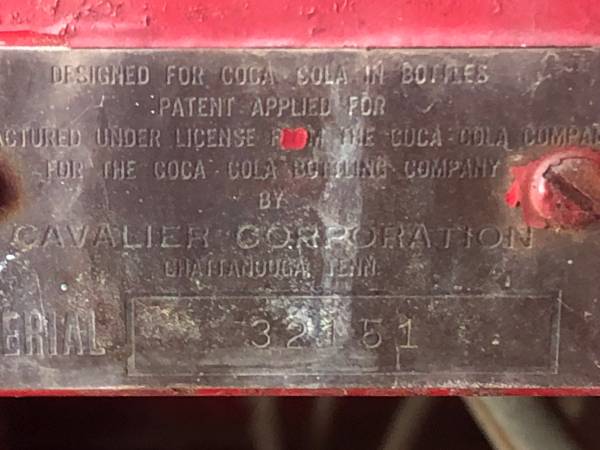 DESIGNED FOR COCA-COLA IN BOTTLES
PATENT APPLIED FOR
ACTURED UNDER LICENSE FROM THE COCA-COLA COMPAN
FOR THE COCA-COLA BOTTLING COMPANY
BY
CAVALIER CORPORATION
CHATTANOOGA, TENN.
ERIAL 32151